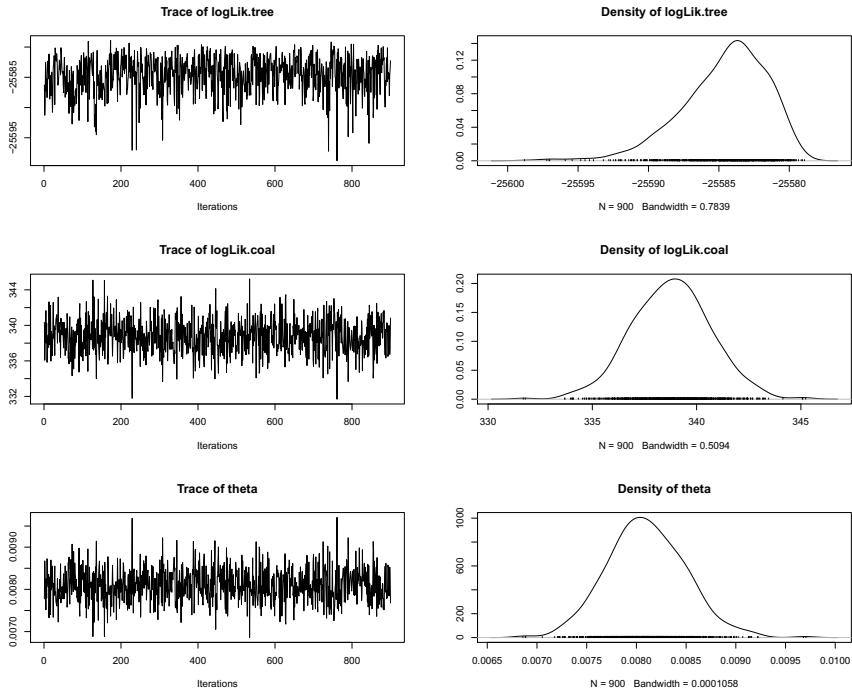 Trace of logLik.tree
−25585
−25595
0 200 400 600 800
Iterations
Density of logLik.tree
0.12
0.08
0.04
0.00
−25600 −25595 −25590 −25585 −25580
N = 900 Bandwidth = 0.7839
Trace of logLik.coal
344
340
336
332
0 200 400 600 800
Iterations
Density of logLik.coal
0.20
0.15
0.10
0.05
0.00
330 335 340 345
N = 900 Bandwidth = 0.5094
Trace of theta
0.0090
0.0080
0.0070
0 200 400 600 800
Iterations
Density of theta
1000
600
200
0
0.0065 0.0070 0.0075 0.0080 0.0085 0.0090 0.0095 0.0100
N = 900 Bandwidth = 0.0001058